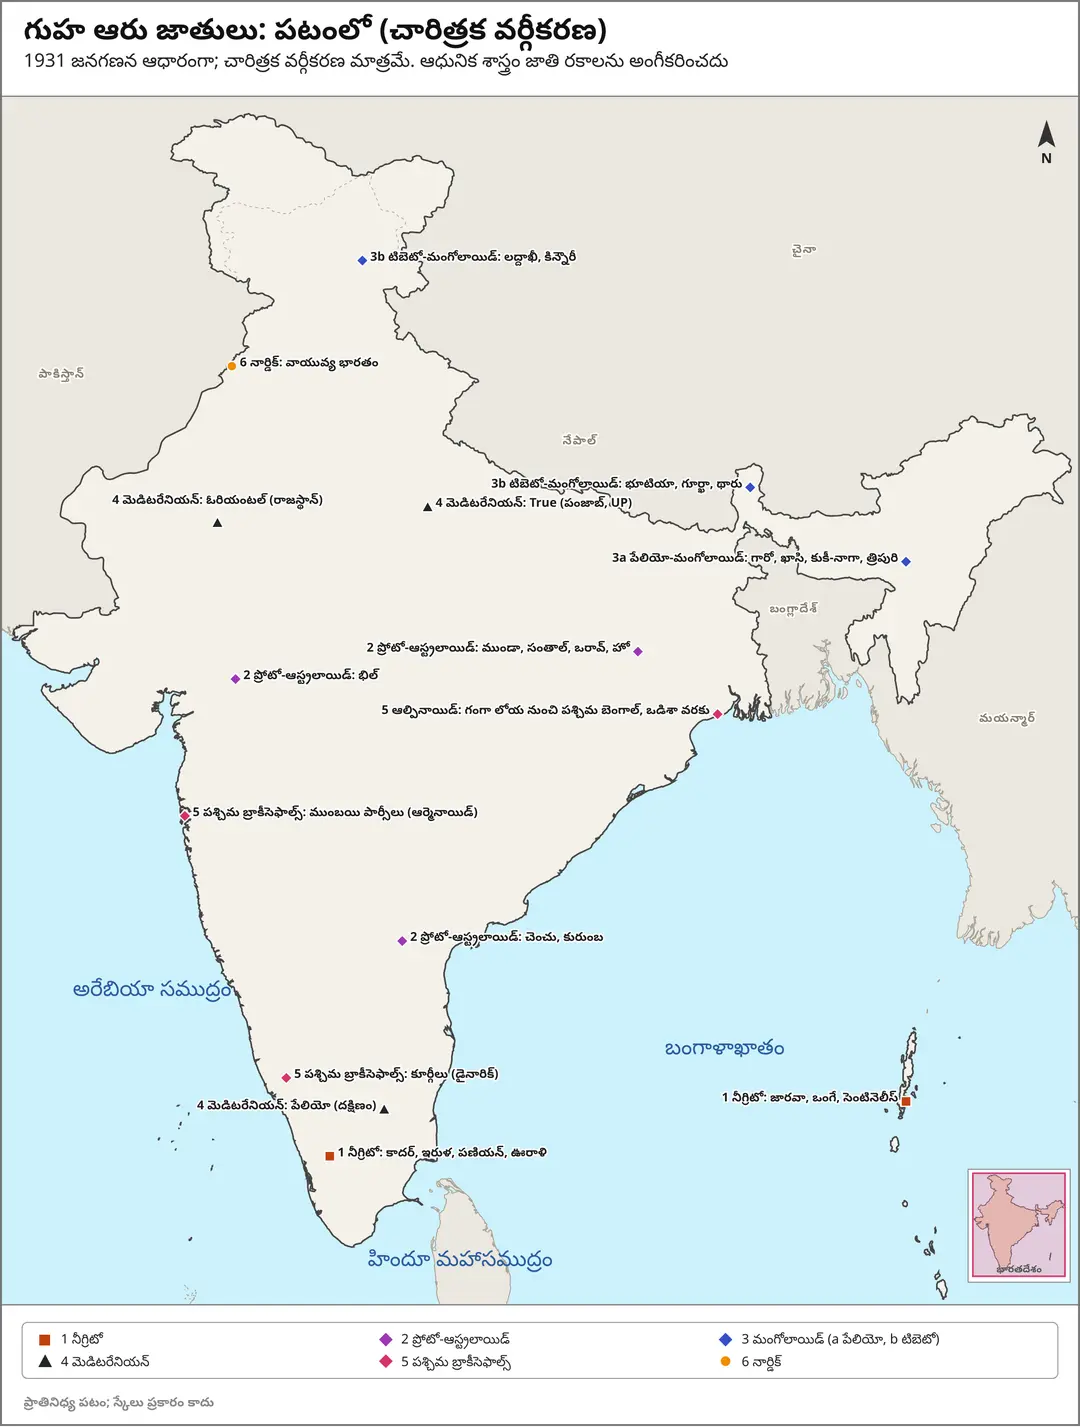 గుహ ఆరు జాతులు: పటంలో (చారిత్రక వర్గీకరణ)
1931 జనగణన ఆధారంగా; చారిత్రక వర్గీకరణ మాత్రమే. ఆధునిక శాస్త్రం జాతి రకాలను అంగీకరించదు
N
చైనా
3b టిబెటో-మంగోలాయిడ్: లద్దాఖీ, కిన్నౌరీ
6 నార్డిక్: వాయువ్య భారతం
పాకిస్తాన్
నేపాల్
3b టిబెటో-మంగోలాయిడ్: భూటియా, గూర్ఖా, థారు
4 మెడిటరేనియన్: ఓరియంటల్ (రాజస్థాన్)
4 మెడిటరేనియన్: True (పంజాబ్, UP)
3a పేలియో-మంగోలాయిడ్: గారో, ఖాసి, కుకీ-నాగా, త్రిపురి
బంగ్లాదేశ్
2 ప్రోటో-ఆస్ట్రలాయిడ్: ముండా, సంతాల్, ఒరావ్, హో
2 ప్రోటో-ఆస్ట్రలాయిడ్: భిల్
5 ఆల్పినాయిడ్: గంగా లోయ నుంచి పశ్చిమ బెంగాల్, ఒడిశా వరకు
మయన్మార్
5 పశ్చిమ బ్రాకీసెఫాల్స్: ముంబయి పార్సీలు (ఆర్మెనాయిడ్)
2 ప్రోటో-ఆస్ట్రలాయిడ్: చెంచు, కురుంబ
అరేబియా సముద్రం
బంగాళాఖాతం
5 పశ్చిమ బ్రాకీసెఫాల్స్: కూర్గీలు (డైనారిక్)
1 నీగ్రిటో: జారవా, ఒంగే, సెంటినెలీస్
4 మెడిటరేనియన్: పేలియో (దక్షిణం)
1 నీగ్రిటో: కాదర్, ఇరుళ, పణియన్, ఊరాళి
హిందూ మహాసముద్రం
భారతదేశం
1 నీగ్రిటో
2 ప్రోటో-ఆస్ట్రలాయిడ్
3 మంగోలాయిడ్ (a పేలియో, b టిబెటో)
4 మెడిటరేనియన్
5 పశ్చిమ బ్రాకీసెఫాల్స్
6 నార్డిక్
ప్రాతినిధ్య పటం; స్కేలు ప్రకారం కాదు